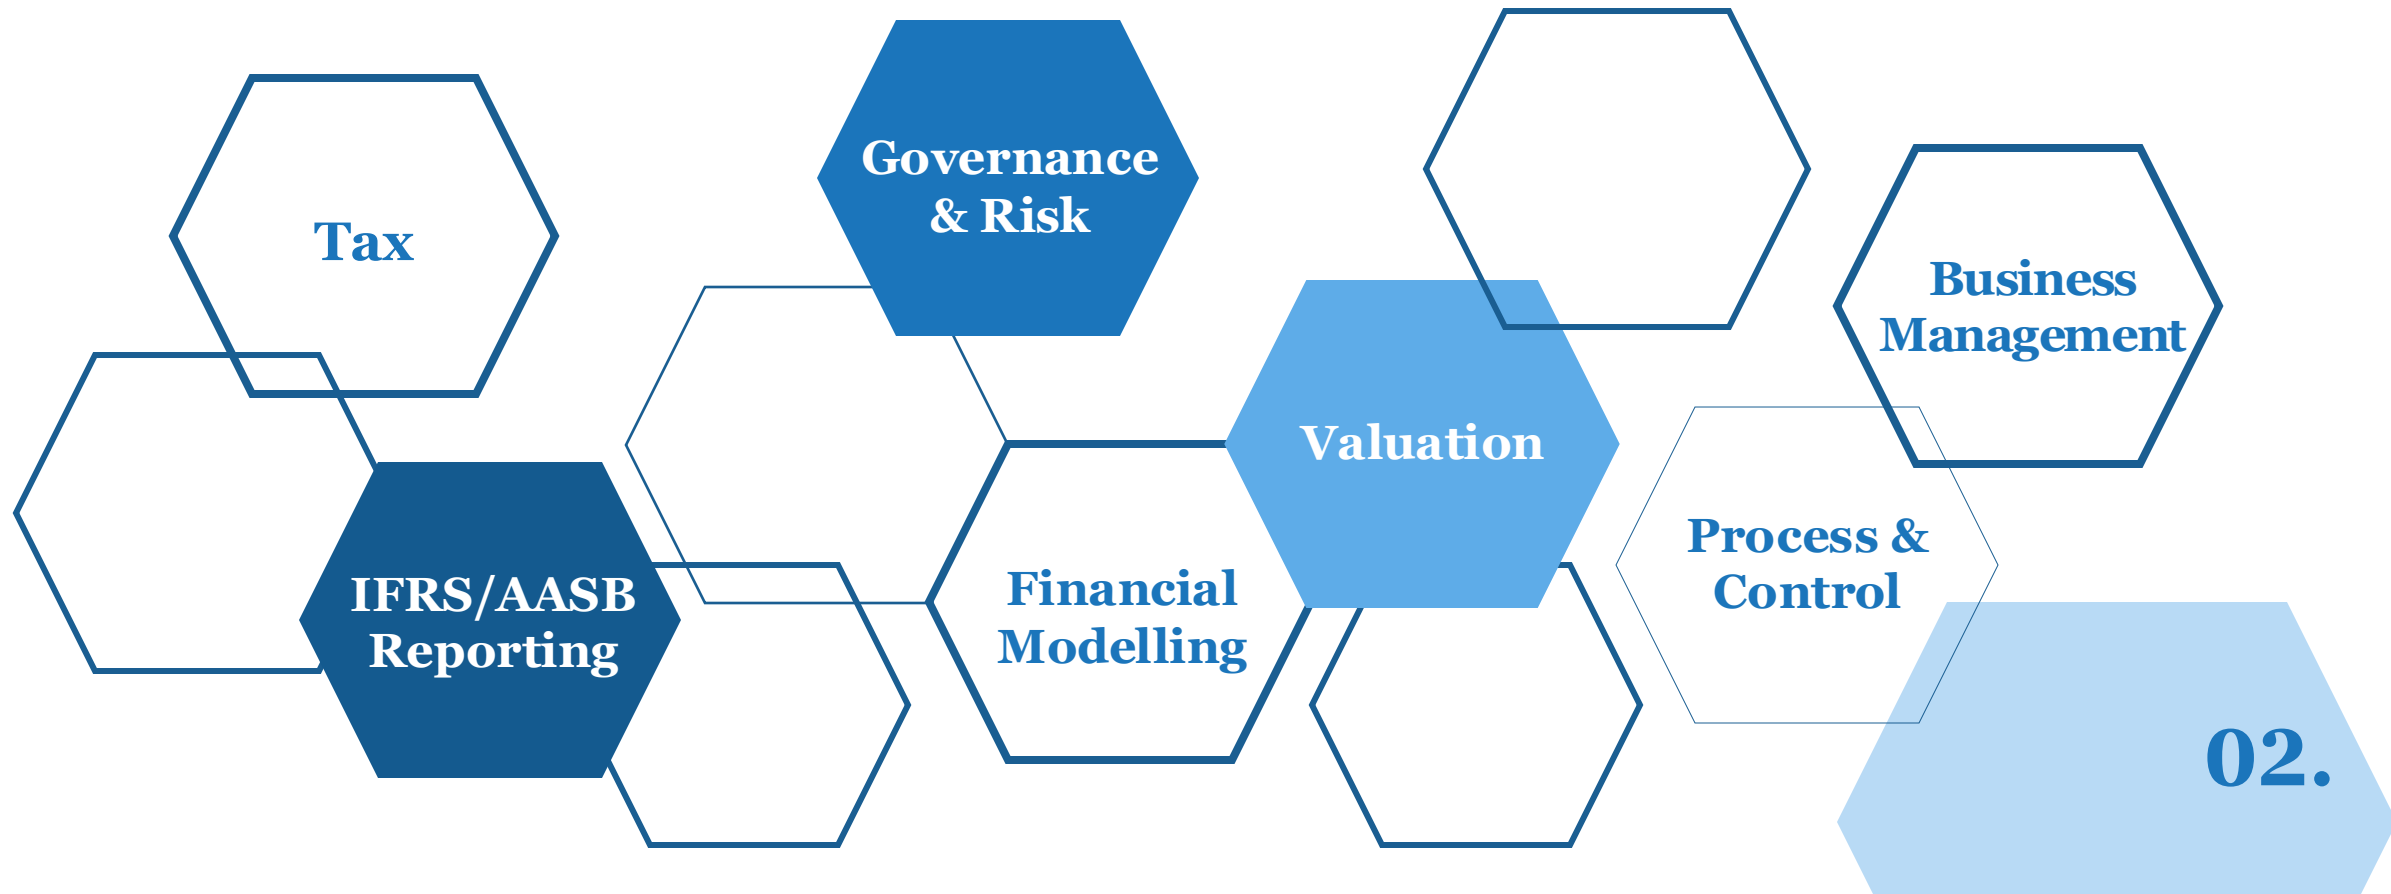 Tax
Governance
& Risk
Business
Management
Valuation
IFRS/AASB
Reporting
Financial
Modelling
Process &
Control
02.